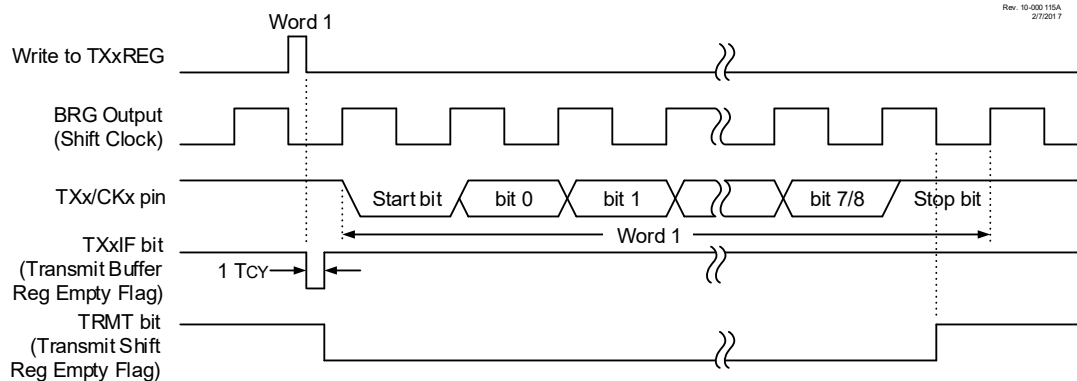 Rev. 10-000 115A
2/7/201 7
Word 1
Write to TXxREG
BRG Output
(Shift Clock)
TXx/CKx pin
Start bit
bit 0
bit 1
bit 7/8
Stop bit
Word 1
TXxIF bit
(Transmit Buffer
Reg Empty Flag)
1 TCY
TRMT bit
(Transmit Shift
Reg Empty Flag)